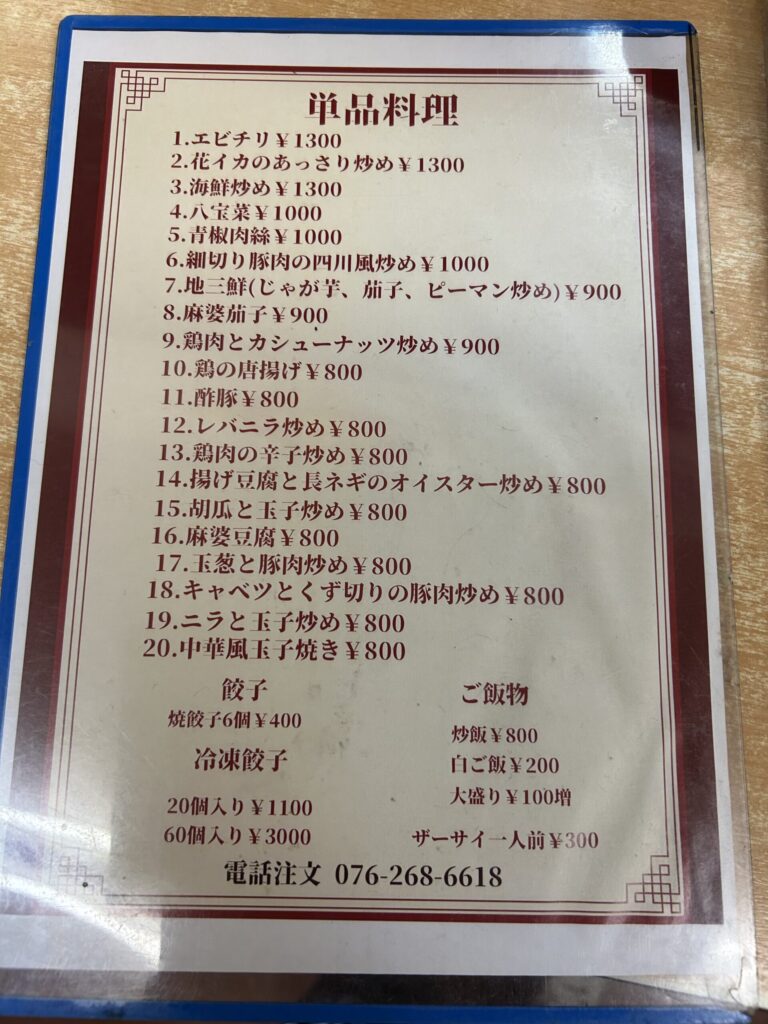 単品料理
1.エビチリ￥1300
2.花イカのあっさり炒め￥1300
3.海鮮炒め￥1300
4.八宝菜￥1000
5.青椒肉絲￥1000
6.細切り豚肉の四川風炒め￥1000
7.地三鮮(じゃが芋、茄子、ピーマン炒め)￥900
8.麻婆茄子￥900
9.鶏肉とカシューナッツ炒め￥900
10.鶏の唐揚げ￥800
11.酢豚￥800
12.レバニラ炒め￥800
13.鶏肉の辛子炒め￥800
14.揚げ豆腐と長ネギのオイスター炒め￥800
15.胡瓜と玉子炒め￥800
16.麻婆豆腐￥800
17.玉葱と豚肉炒め￥800
18.キャベツとくず切りの豚肉炒め￥800
19.ニラと玉子炒め￥800
20.中華風玉子焼き￥800
餃子
焼餃子6個￥400
冷凍餃子
20個入り￥1100
60個入り￥3000
ご飯物
炒飯￥800
白ご飯￥200
大盛り￥100増
ザーサイ一人前￥300
電話注文 076-268-6618